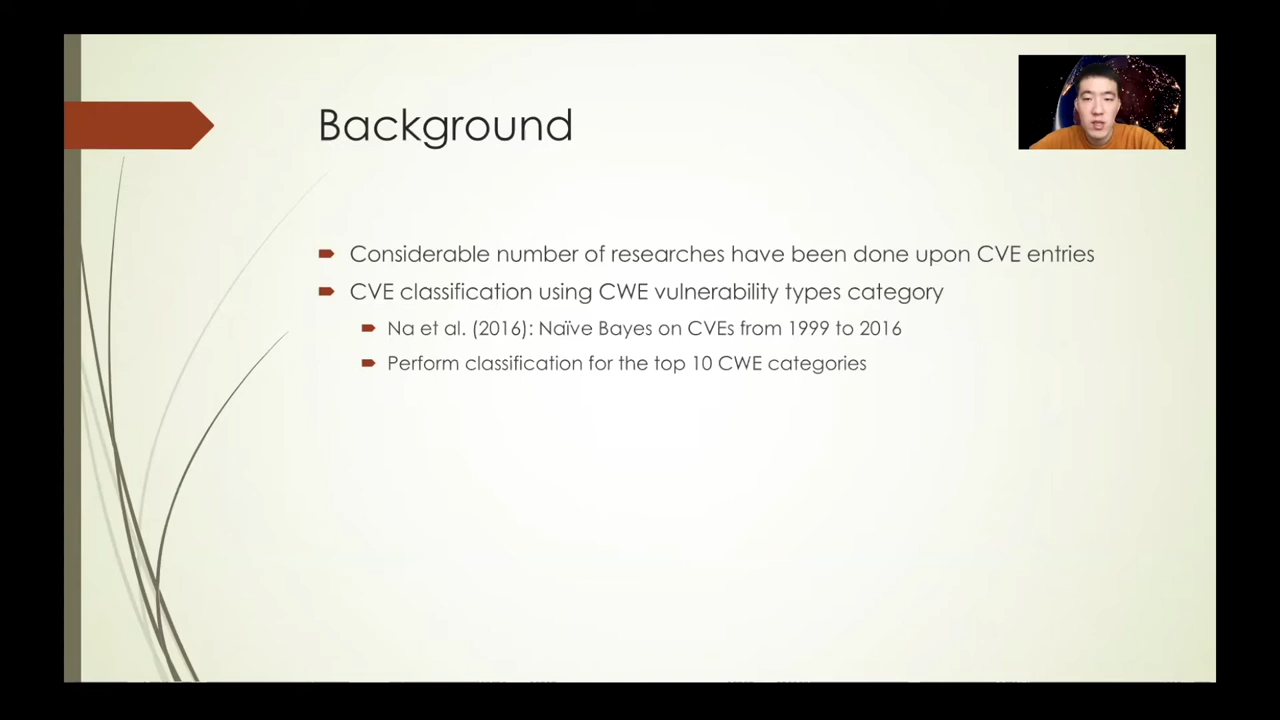 Background
Considerable number of researches have been done upon CVE entries
CVE classification using CWE vulnerability types category
Na et al. (2016): Naïve Bayes on CVEs from 1999 to 2016
Perform classification for the top 10 CWE categories